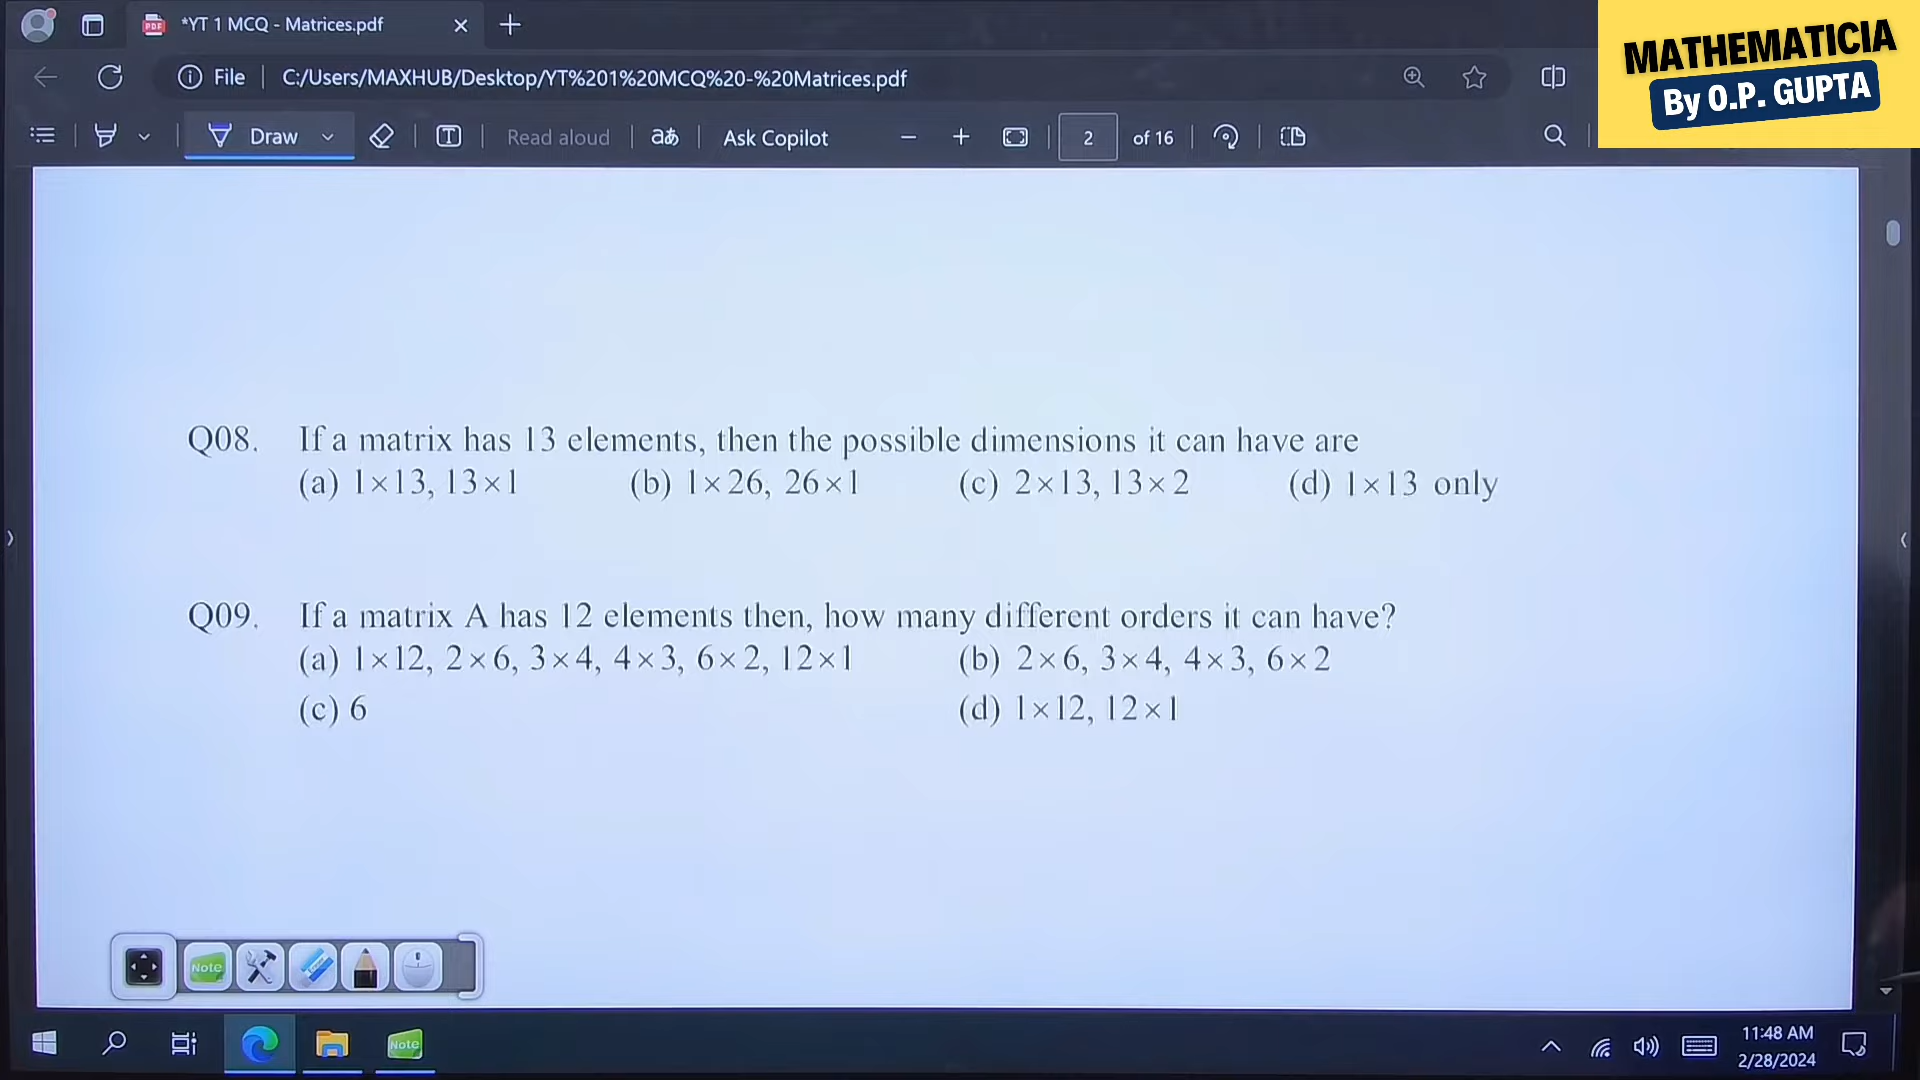 *YT 1 MCQ - Matrices.pdf
MATHEMATICIA
By O.P. GUPTA
File C:/Users/MAXHUB/Desktop/YT%201%20MCQ%20-%20Matrices.pdf
Draw Read aloud aあ Ask Copilot 2 of 16
Q08. If a matrix has 13 elements, then the possible dimensions it can have are
(a) 1×13, 13×1 (b) 1×26, 26×1 (c) 2×13, 13×2 (d) 1×13 only
Q09. If a matrix A has 12 elements then, how many different orders it can have?
(a) 1×12, 2×6, 3×4, 4×3, 6×2, 12×1 (b) 2×6, 3×4, 4×3, 6×2
(c) 6 (d) 1×12, 12×1
Note
Note
11:48 AM
2/28/2024